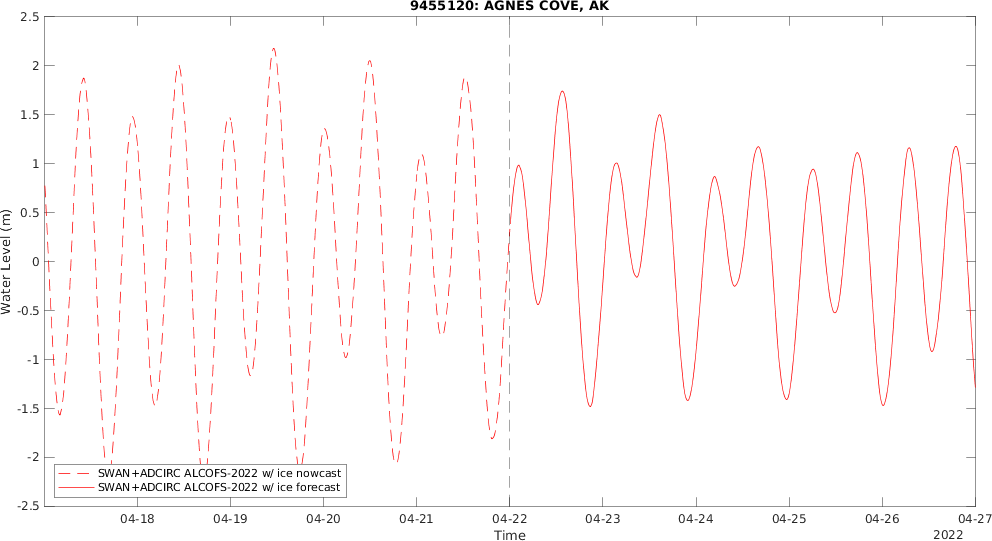 9455120: AGNES COVE, AK
Water Level (m)
2.5
2
1.5
1
0.5
0
-0.5
-1
-1.5
-2
-2.5
SWAN+ADCIRC ALCOFS-2022 w/ ice nowcast
SWAN+ADCIRC ALCOFS-2022 w/ ice forecast
04-18 04-19 04-20 04-21 04-22 04-23 04-24 04-25 04-26 04-27
Time
2022